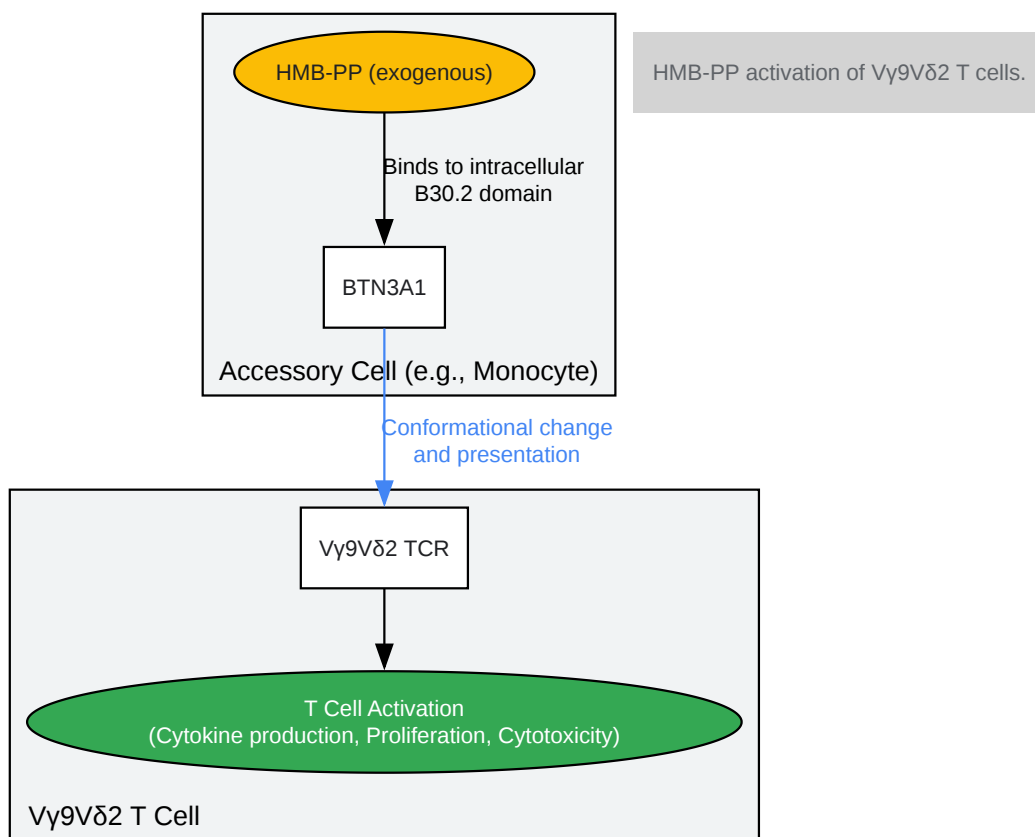 HMB-PP (exogenous)
HMB-PP activation of Vγ9Vδ2 T cells.
Binds to intracellular
B30.2 domain
BTN3A1
Accessory Cell (e.g., Monocyte)
Conformational change
and presentation
Vγ9Vδ2 TCR
T Cell Activation
(Cytokine production, Proliferation, Cytotoxicity)
Vγ9Vδ2 T Cell